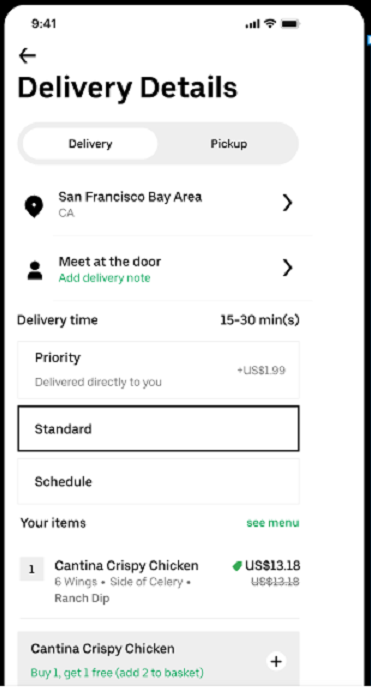 9:41
Delivery Details
Delivery Pickup
San Francisco Bay Area
CA
Meet at the door
Add delivery note
Delivery time 15-30 min(s)
Priority
+US$1.99
Delivered directly to you
Standard
Schedule
Your items see menu
1 Cantina Crispy Chicken US$13.18
6 Wings • Side of Celery • US$13.18
Ranch Dip
Cantina Crispy Chicken
Buy 1, get 1 free (add 2 to basket)